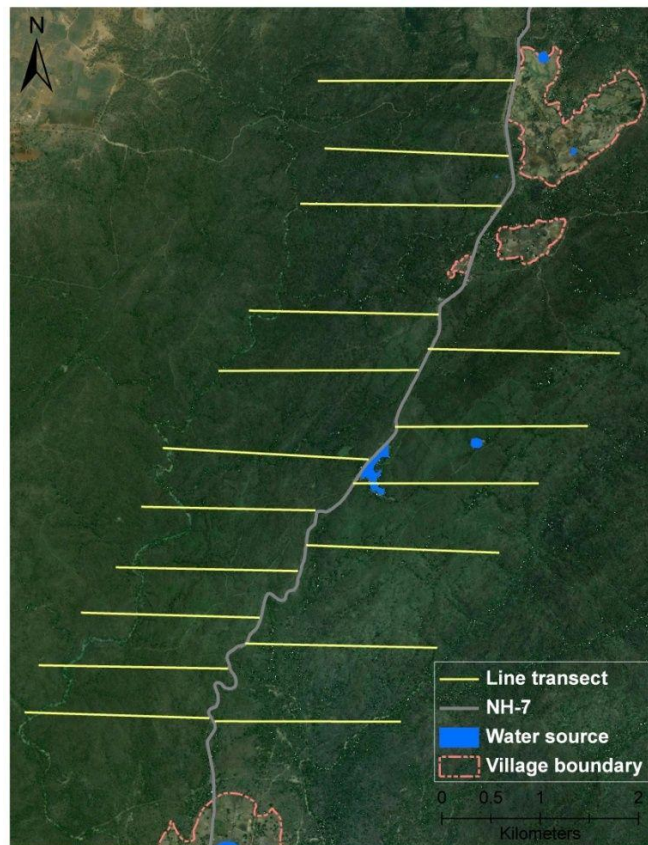 N
Line transect
NH-7
Water source
Village boundary
0 0.5 1 2
Kilometers